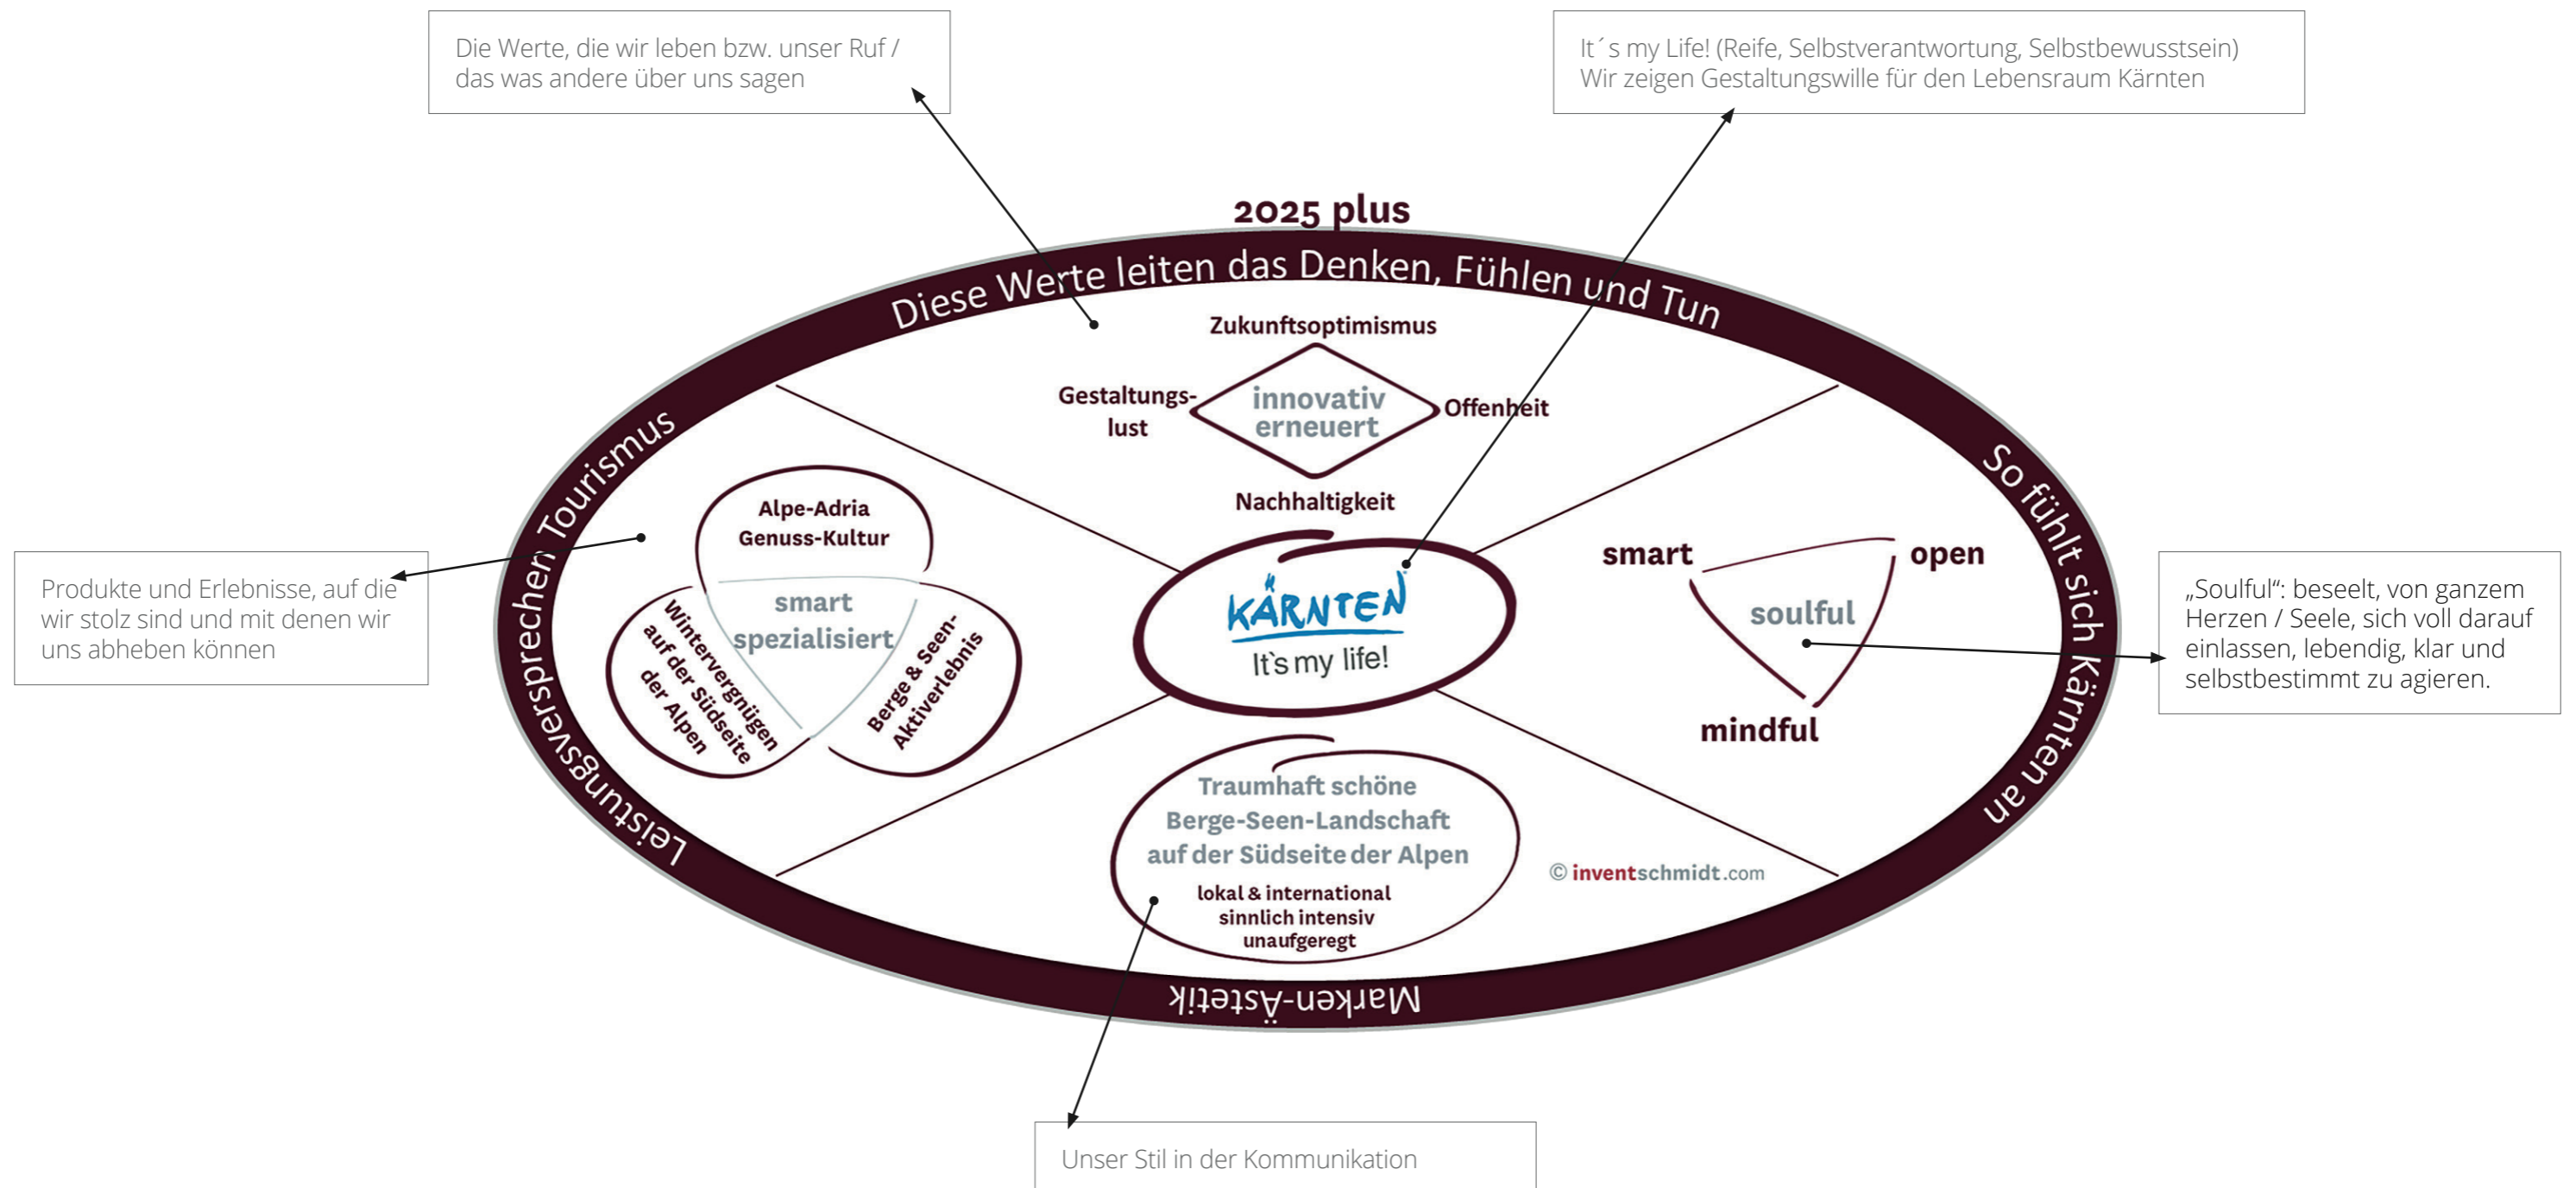 Die Werte, die wir leben bzw. unser Ruf /
das was andere über uns sagen
It´s my Life! (Reife, Selbstverantwortung, Selbstbewusstsein)
Wir zeigen Gestaltungswille für den Lebensraum Kärnten
2025 plus
Diese Werte leiten das Denken, Fühlen und Tun
Zukunftsoptimismus
Gestaltungs-
lust
innovativ
erneuert
Offenheit
Nachhaltigkeit
Leistungsversprechen Tourismus
Alpe-Adria
Genuss-Kultur
smart
spezialisiert
Wintervergnügen
auf der Südseite
der Alpen
Berge & Seen-
Aktiverlebnis
Produkte und Erlebnisse, auf die
wir stolz sind und mit denen wir
uns abheben können
KÄRNTEN
It's my life!
So fühlt sich Kärnten an
smart
open
soulful
mindful
„Soulful“: beseelt, von ganzem
Herzen / Seele, sich voll darauf
einlassen, lebendig, klar und
selbstbestimmt zu agieren.
Traumhaft schöne
Berge-Seen-Landschaft
auf der Südseite der Alpen
lokal & international
sinnlich intensiv
unaufgeregt
© inventschmidt.com
Marken-Ästetik
Unser Stil in der Kommunikation